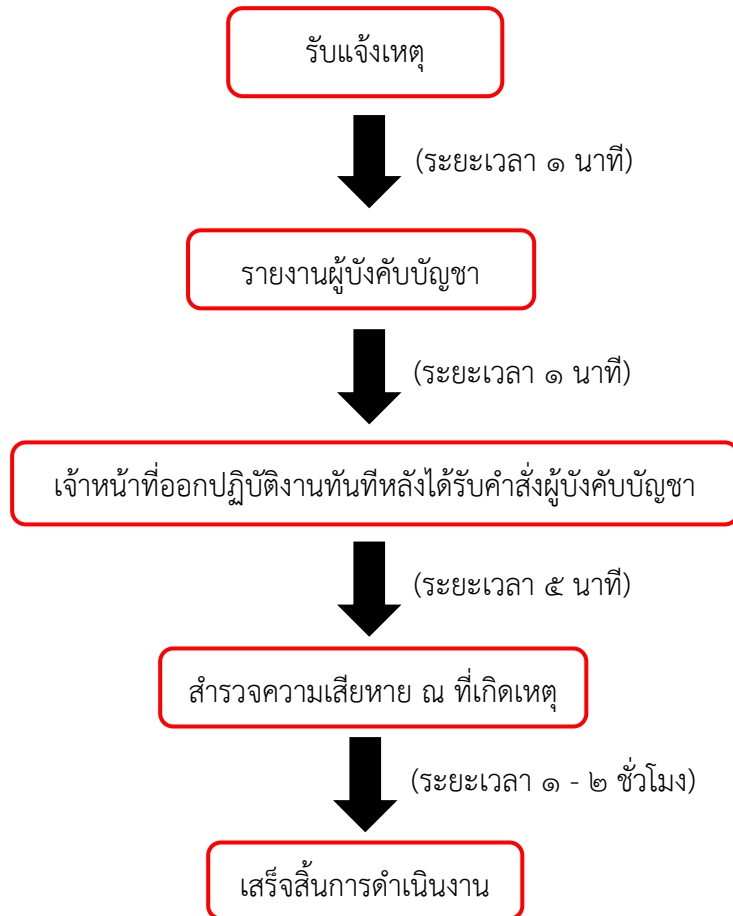 รับแจ้งเหตุ
(ระยะเวลา ๑ นาที)
รายงานผู้บังคับบัญชา
(ระยะเวลา ๑ นาที)
เจ้าหน้าที่ออกปฏิบัติงานทันทีหลังได้รับคำสั่งผู้บังคับบัญชา
(ระยะเวลา ๕ นาที)
สำรวจความเสียหาย ณ ที่เกิดเหตุ
(ระยะเวลา ๑ - ๒ ชั่วโมง)
เสร็จสิ้นการดำเนินงาน